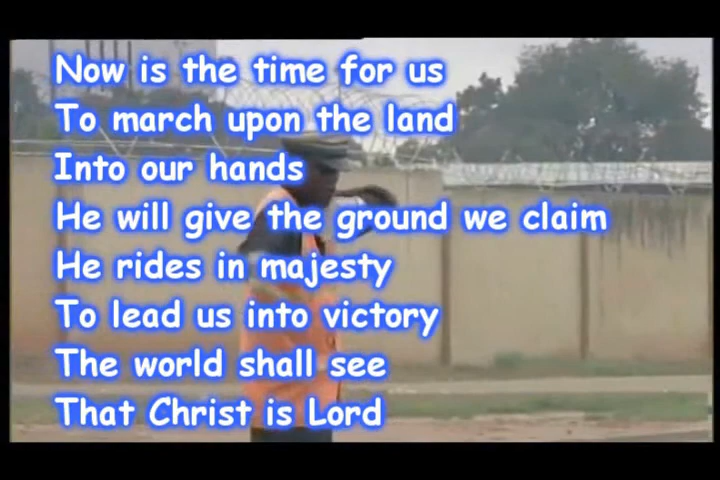 Now is the time for us
To march upon the land
Into our hands
He will give the ground we claim
He rides in majesty
To lead us into victory
The world shall see
That Christ is Lord